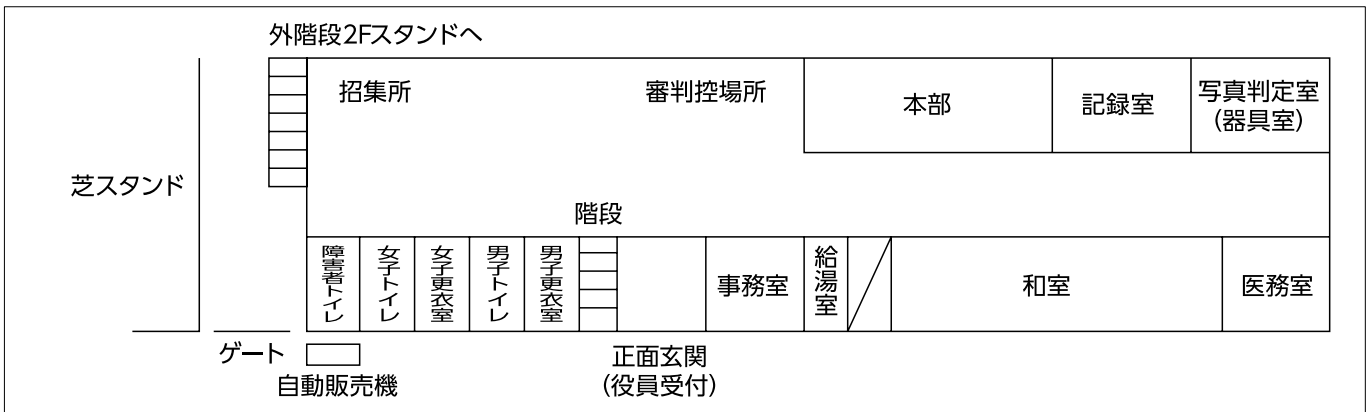 外階段2Fスタンドへ
招集所
審判控場所
本部
記録室
写真判定室
（器具室）
芝スタンド
階段
障害者トイレ
女子トイレ
女子更衣室
男子トイレ
男子更衣室
事務室
給湯室
和室
医務室
ゲート
自動販売機
正面玄関
（役員受付）